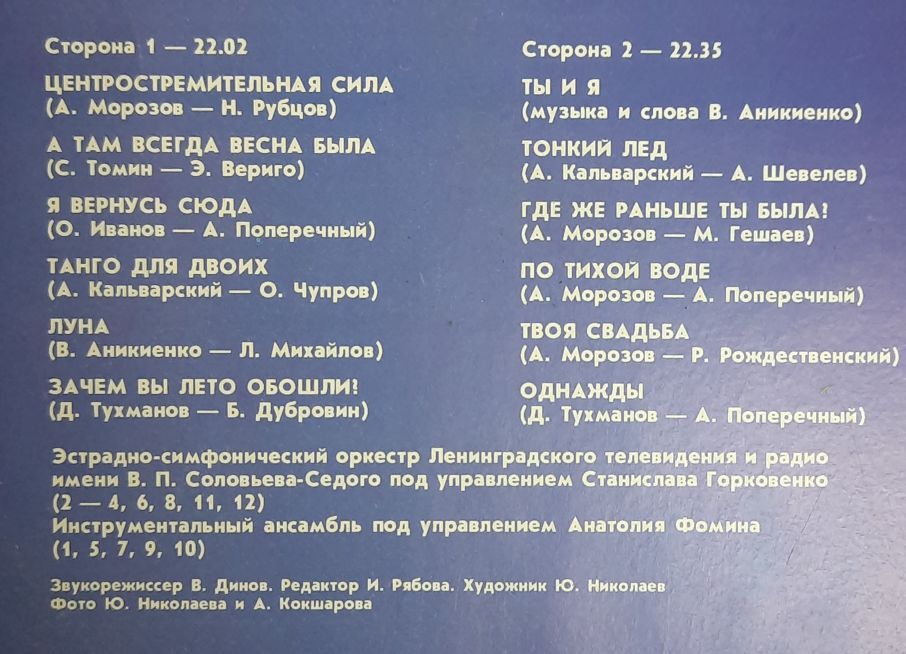 Сторона 1 — 22.02
ЦЕНТРОСТРЕМИТЕЛЬНАЯ СИЛА
(А. Морозов — Н. Рубцов)
А ТАМ ВСЕГДА ВЕСНА БЫЛА
(С. Томин — Э. Вериго)
Я ВЕРНУСЬ СЮДА
(О. Иванов — А. Поперечный)
ТАНГО ДЛЯ ДВОИХ
(А. Кальварский — О. Чупров)
ЛУНА
(В. Аникиенко — Л. Михайлов)
ЗАЧЕМ ВЫ ЛЕТО ОБОШЛИ?
(Д. Тухманов — Б. Дубровин)
Сторона 2 — 22.35
ТЫ И Я
(музыка и слова В. Аникиенко)
ТОНКИЙ ЛЕД
(А. Кальварский — А. Шевелев)
ГДЕ ЖЕ РАНЬШЕ ТЫ БЫЛА?
(А. Морозов — М. Гешаев)
ПО ТИХОЙ ВОДЕ
(А. Морозов — А. Поперечный)
ТВОЯ СВАДЬБА
(А. Морозов — Р. Рождественский)
ОДНАЖДЫ
(Д. Тухманов — А. Поперечный)
Эстрадно-симфонический оркестр Ленинградского телевидения и радио
имени В. П. Соловьева-Седого под управлением Станислава Горковенко
(2 — 4, 6, 8, 11, 12)
Инструментальный ансамбль под управлением Анатолия Фомина
(1, 5, 7, 9, 10)
Звукорежиссер В. Динов. Редактор И. Рябова. Художник Ю. Николаев
Фото Ю. Николаева и А. Кокшарова